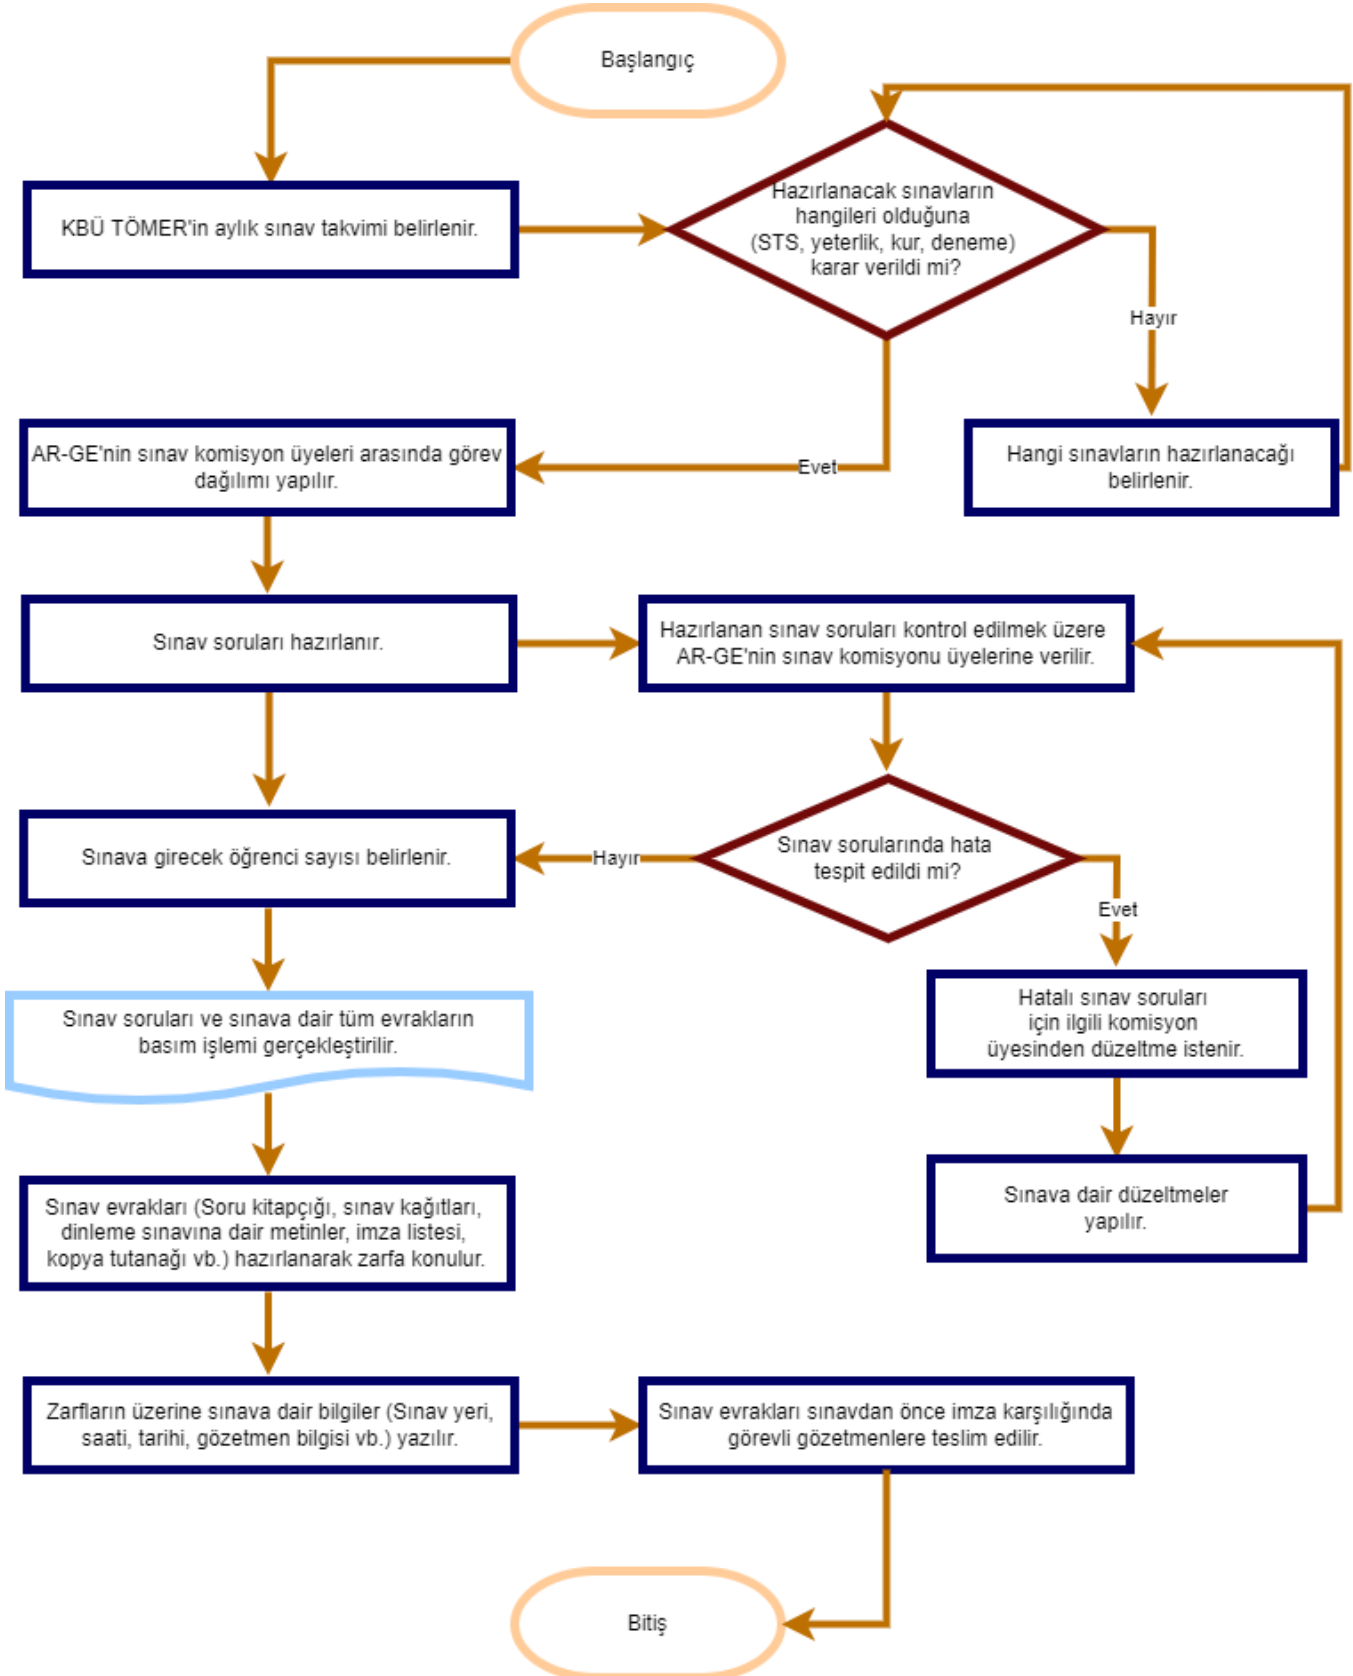 Başlangıç
KBÜ TÖMER'in aylık sınav takvimi belirlenir.
Hazırlanacak sınavların
hangileri olduğuna
(STS, yeterlik, kur, deneme)
karar verildi mi?
Hayır
Hangi sınavların hazırlanacağı
belirlenir.
Evet
AR-GE'nin sınav komisyon üyeleri arasında görev
dağılımı yapılır.
Sınav soruları hazırlanır.
Hazırlanan sınav soruları kontrol edilmek üzere
AR-GE'nin sınav komisyonu üyelerine verilir.
Sınav sorularında hata
tespit edildi mi?
Hayır
Evet
Sınava girecek öğrenci sayısı belirlenir.
Hatalı sınav soruları
için ilgili komisyon
üyesinden düzeltme istenir.
Sınava dair düzeltmeler
yapılır.
Sınav soruları ve sınava dair tüm evrakların
basım işlemi gerçekleştirilir.
Sınav evrakları (Soru kitapçığı, sınav kağıtları,
dinleme sınavına dair metinler, imza listesi,
kopya tutanağı vb.) hazırlanarak zarfa konulur.
Zarfların üzerine sınava dair bilgiler (Sınav yeri,
saati, tarihi, gözetmen bilgisi vb.) yazılır.
Sınav evrakları sınavdan önce imza karşılığında
görevli gözetmenlere teslim edilir.
Bitiş